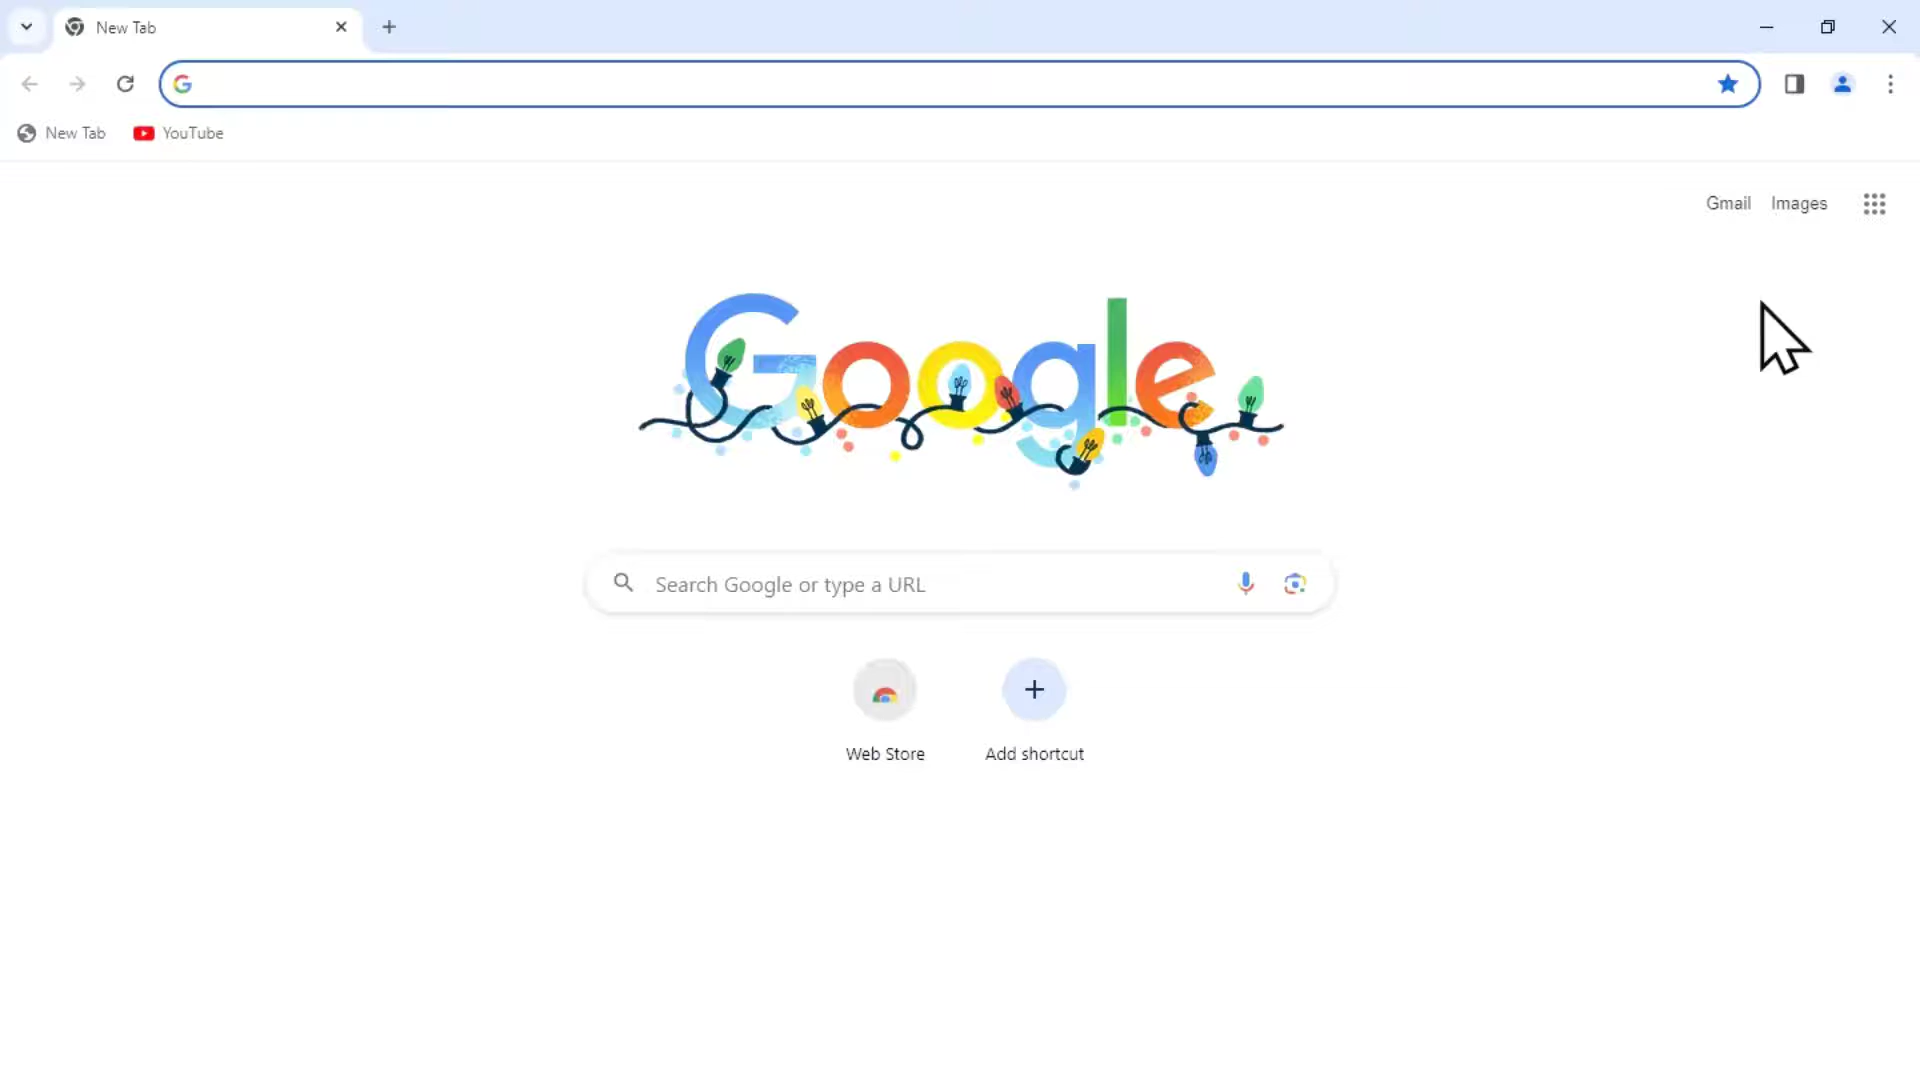 New Tab
New Tab YouTube
Gmail Images
Google
Search Google or type a URL
Web Store Add shortcut